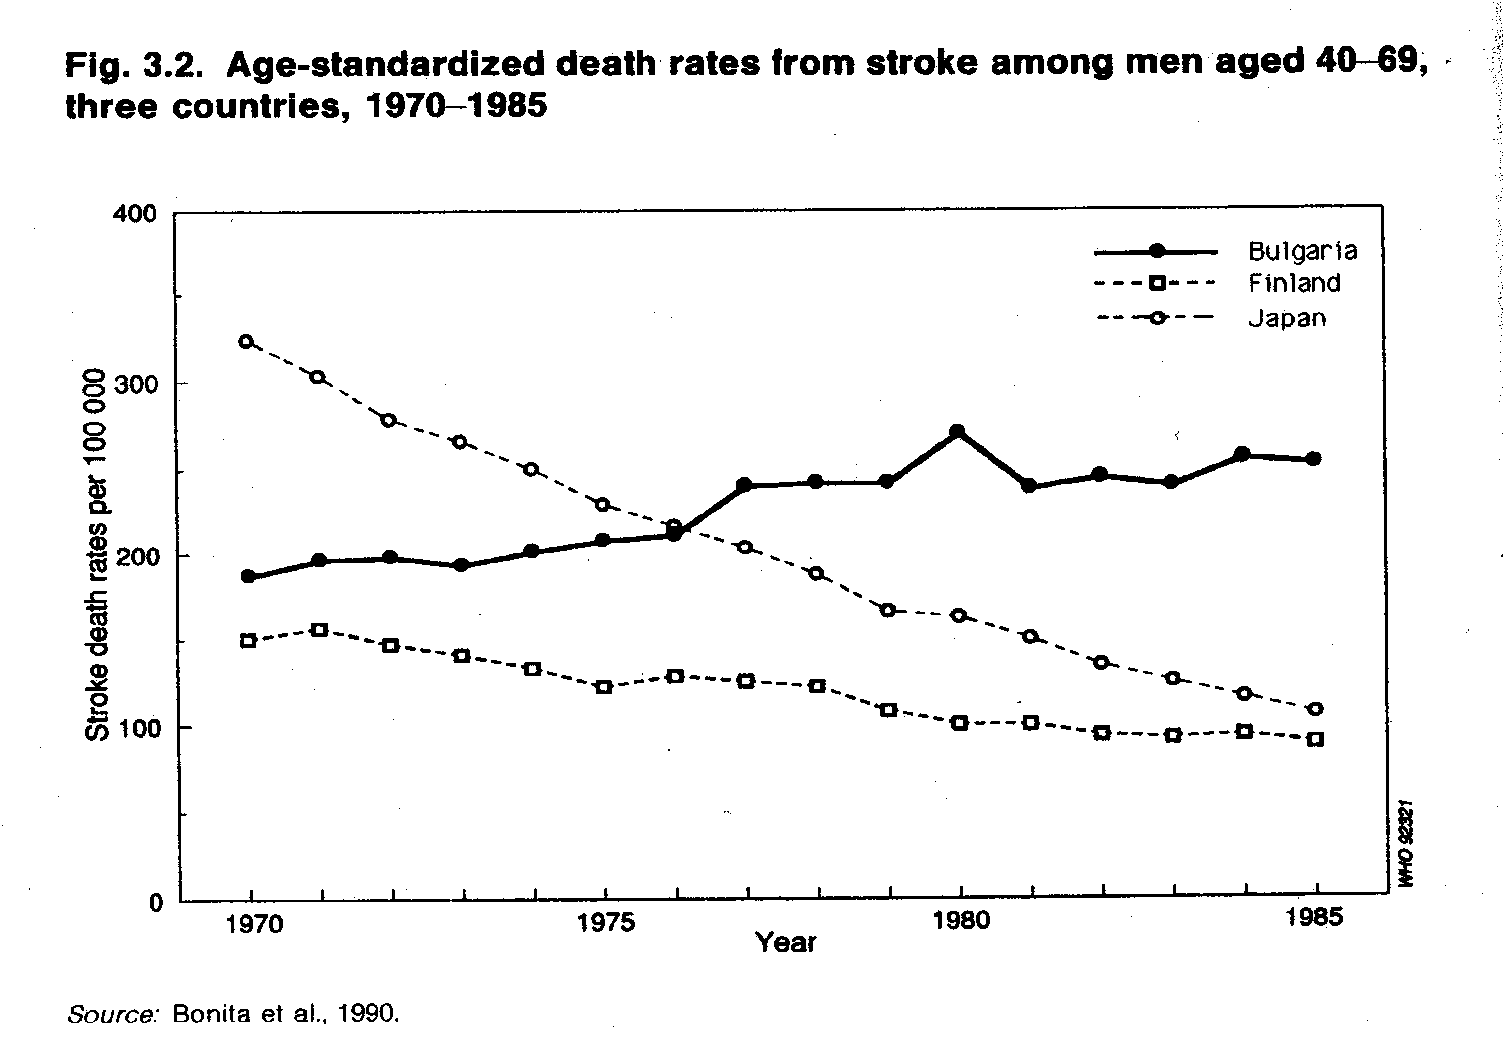 Fig. 3.2. Age-standardized death rates from stroke among men aged 40–69,
three countries, 1970–1985
400
300
200
100
0
Stroke death rates per 100 000
Bulgaria
Finland
Japan
1970
1975
1980
1985
Year
WHO 92321
Source: Bonita et al., 1990.